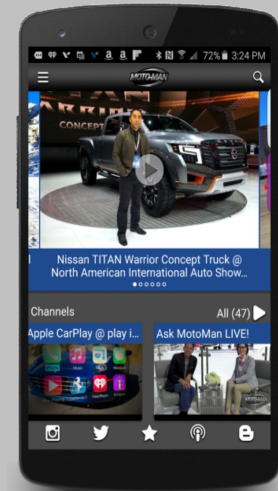 72% 3:24 PM
MOTOMAN
Nissan TITAN Warrior Concept Truck @
North American International Auto Show...
Channels
All (47)
Apple CarPlay @ play i...
Ask MotoMan LIVE!